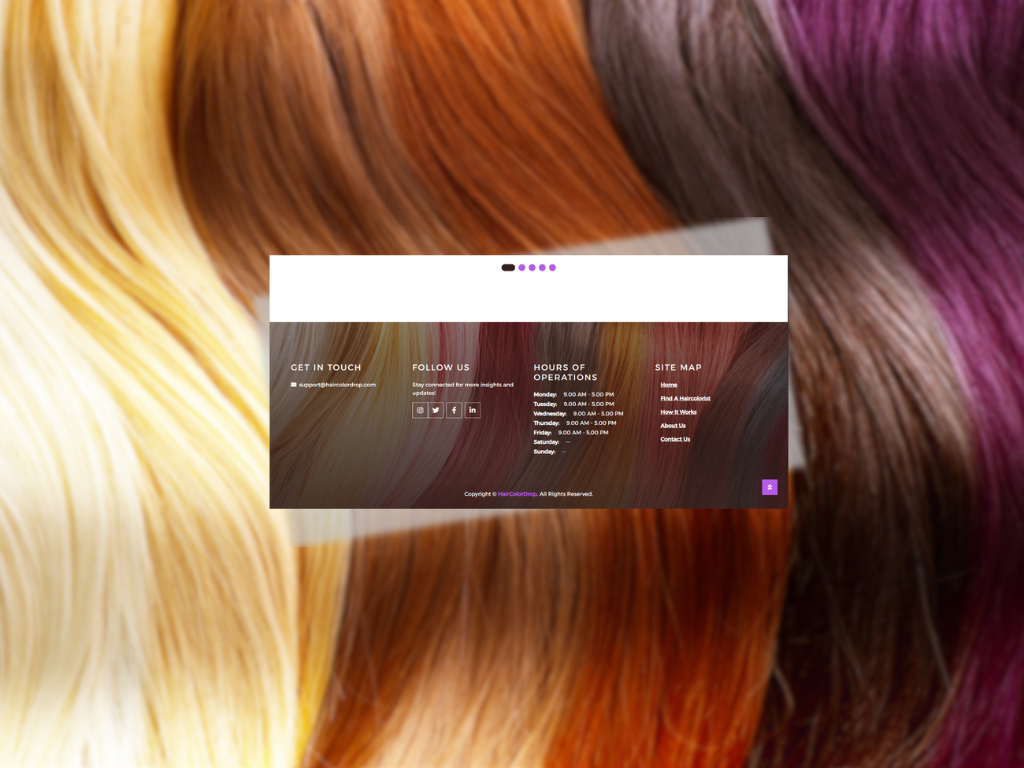 GET IN TOUCH
support@haircolordrop.com
FOLLOW US
Stay connected for more insights and
updates!
HOURS OF
OPERATIONS
Monday: 9.00 AM - 5.00 PM
Tuesday: 9.00 AM - 5.00 PM
Wednesday: 9.00 AM - 5.00 PM
Thursday: 9.00 AM - 5.00 PM
Friday: 9.00 AM - 5.00 PM
Saturday: —
Sunday: —
SITE MAP
Home
Find A Haircolorist
How It Works
About Us
Contact Us
Copyright © HairColorDrop. All Rights Reserved.